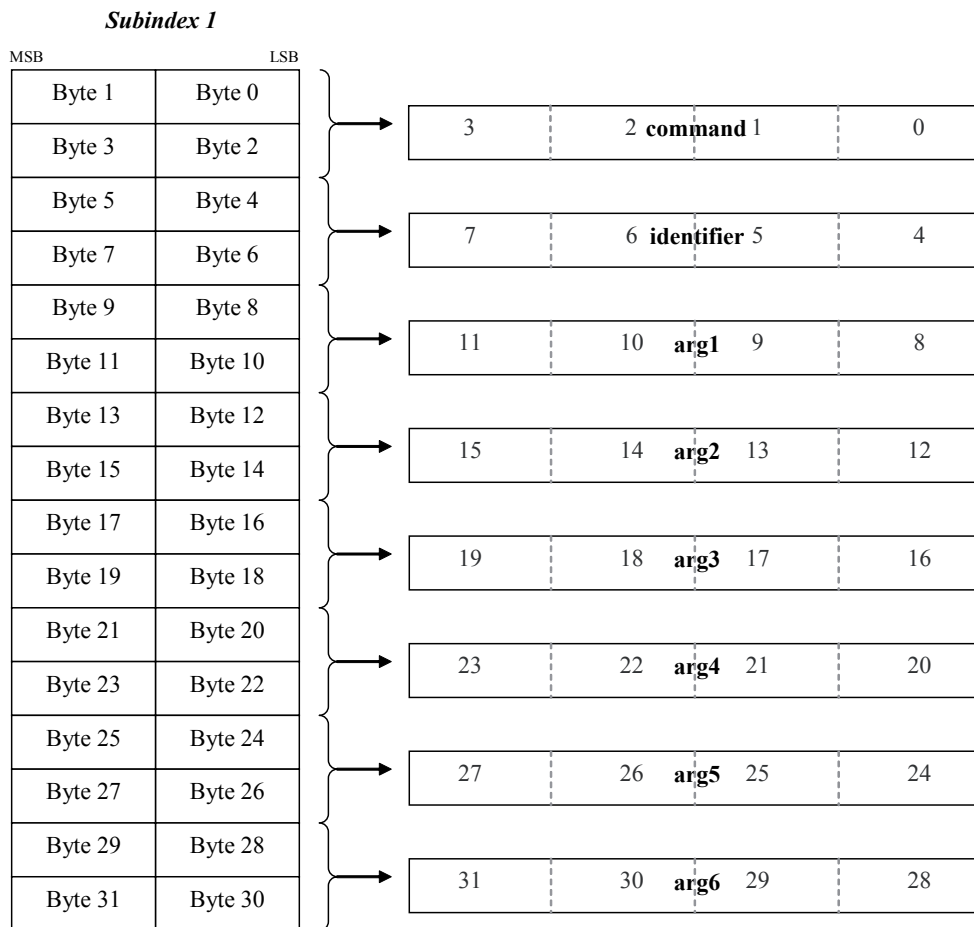 Subindex 1
MSB LSB
Byte 1 Byte 0
Byte 3 Byte 2
3 2 command 1 0
Byte 5 Byte 4
Byte 7 Byte 6
7 6 identifier 5 4
Byte 9 Byte 8
Byte 11 Byte 10
11 10 arg1 9 8
Byte 13 Byte 12
Byte 15 Byte 14
15 14 arg2 13 12
Byte 17 Byte 16
Byte 19 Byte 18
19 18 arg3 17 16
Byte 21 Byte 20
Byte 23 Byte 22
23 22 arg4 21 20
Byte 25 Byte 24
Byte 27 Byte 26
27 26 arg5 25 24
Byte 29 Byte 28
Byte 31 Byte 30
31 30 arg6 29 28